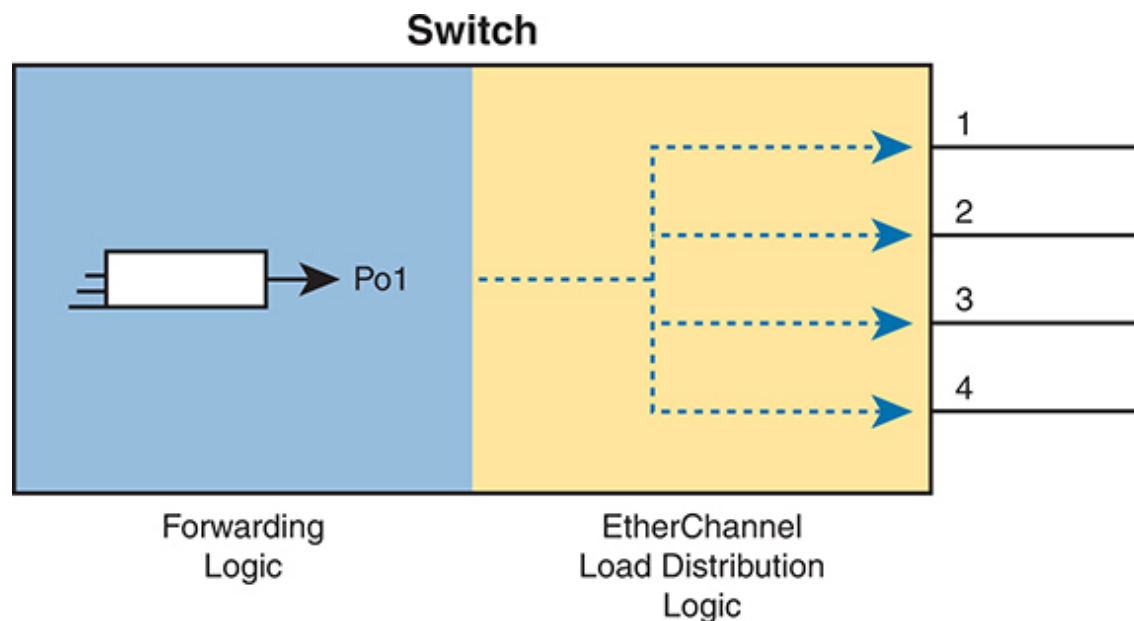 Switch
1
2
3
4
Po1
Forwarding
Logic
EtherChannel
Load Distribution
Logic